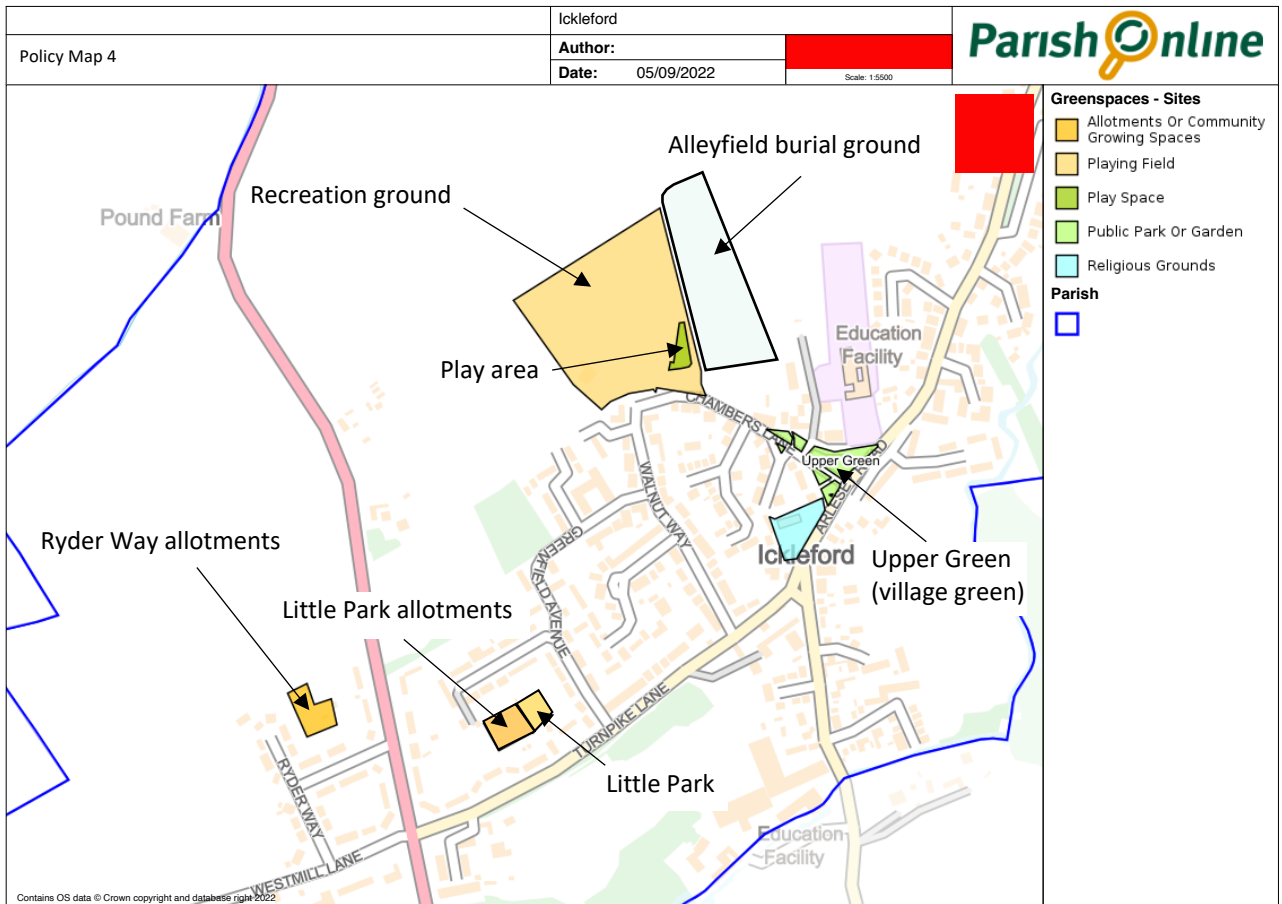 Ickleford
Policy Map 4
Author:
Date: 05/09/2022
Scale: 1:5500
Parish Online
Greenspaces - Sites
Allotments Or Community
Growing Spaces
Playing Field
Play Space
Public Park Or Garden
Religious Grounds
Parish
Alleyfield burial ground
Recreation ground
Pound Farm
Education
Facility
Play area
CHAMBERS LANE
Upper Green
WALNUT WAY
ARLESEY ROAD
GREENFIELD AVENUE
Ickleford
Upper Green
(village green)
Ryder Way allotments
Little Park allotments
TURNPIKE LANE
Little Park
RYDER WAY
WESTMILL LANE
Education
Facility
Contains OS data © Crown copyright and database right 2022